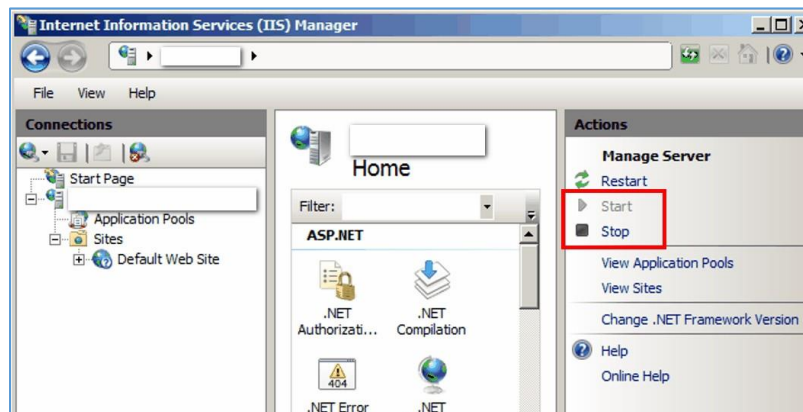 Internet Information Services (IIS) Manager
File View Help
Connections
Start Page
Application Pools
Sites
Default Web Site
Home
Filter:
ASP.NET
.NET Authorizati...
.NET Compilation
404
.NET Error
.NET
Actions
Manage Server
Restart
Start
Stop
View Application Pools
View Sites
Change .NET Framework Version
Help
Online Help